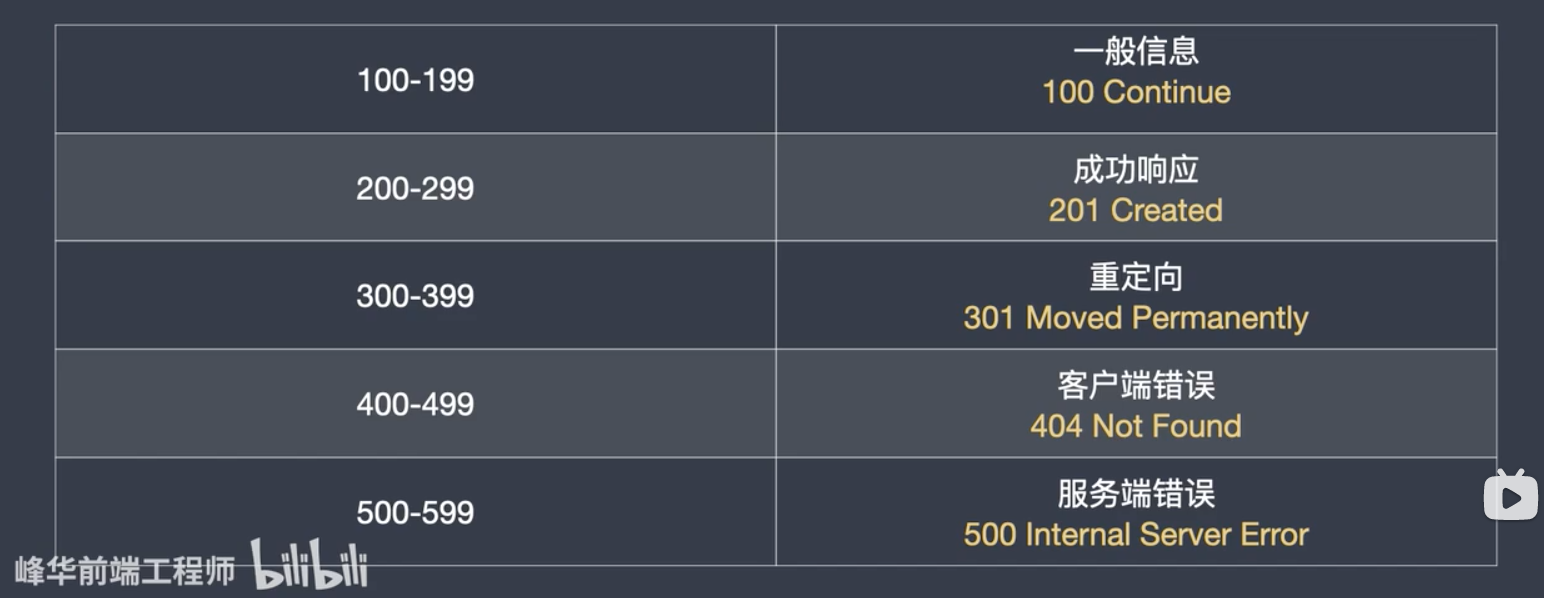 100-199
一般信息
100 Continue
200-299
成功响应
201 Created
300-399
重定向
301 Moved Permanently
400-499
客户端错误
404 Not Found
500-599
服务端错误
500 Internal Server Error
峰华前端工程师 bilibili